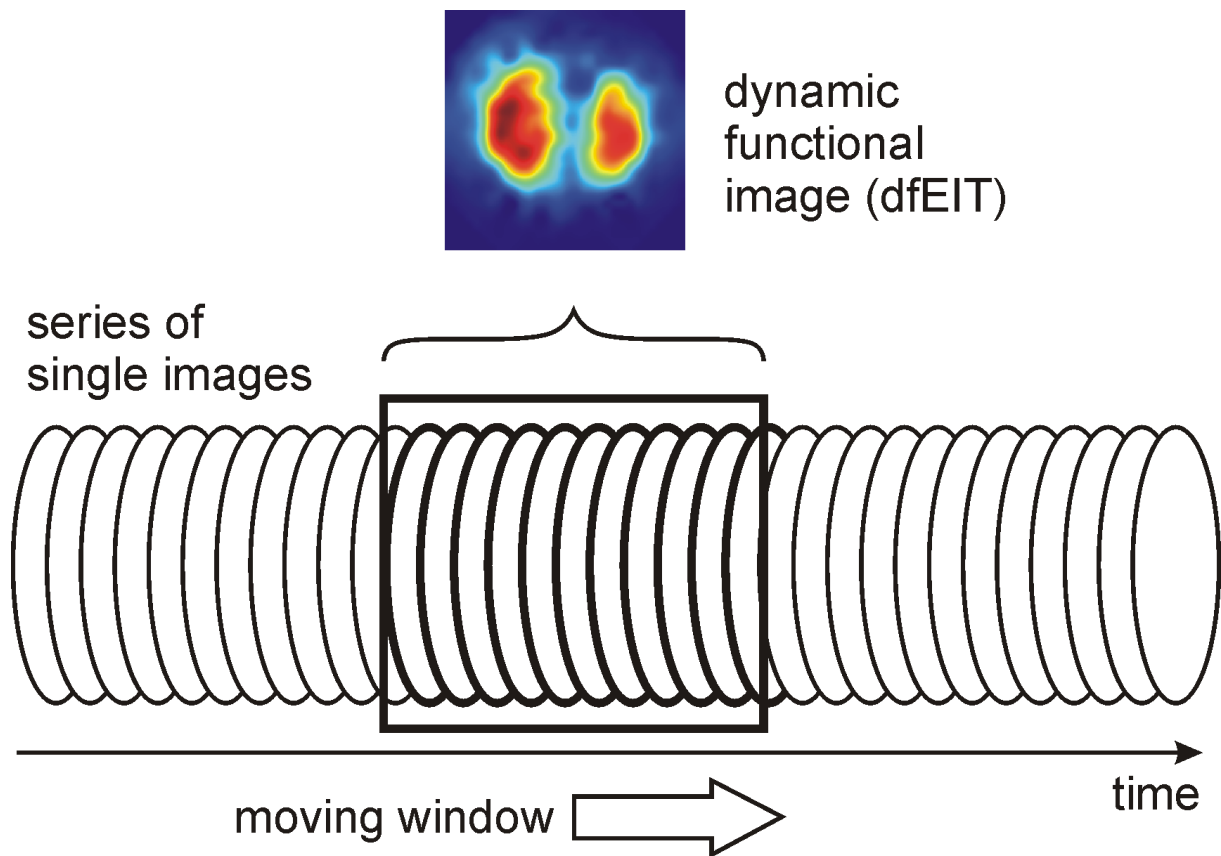 dynamic
functional
image (dfEIT)
series of
single images
time
moving window